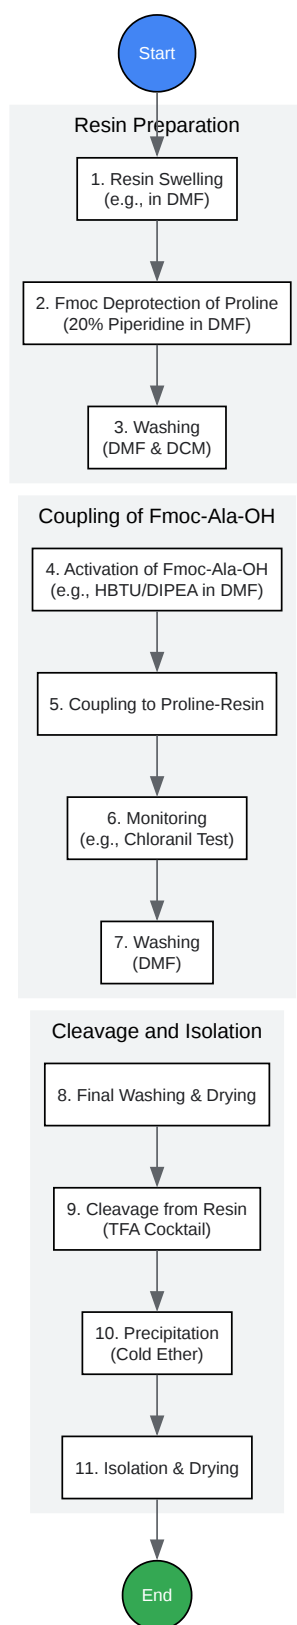 Start
Resin Preparation
1. Resin Swelling
(e.g., in DMF)
2. Fmoc Deprotection of Proline
(20% Piperidine in DMF)
3. Washing
(DMF & DCM)
Coupling of Fmoc-Ala-OH
4. Activation of Fmoc-Ala-OH
(e.g., HBTU/DIPEA in DMF)
5. Coupling to Proline-Resin
6. Monitoring
(e.g., Chloranil Test)
7. Washing
(DMF)
Cleavage and Isolation
8. Final Washing & Drying
9. Cleavage from Resin
(TFA Cocktail)
10. Precipitation
(Cold Ether)
11. Isolation & Drying
End